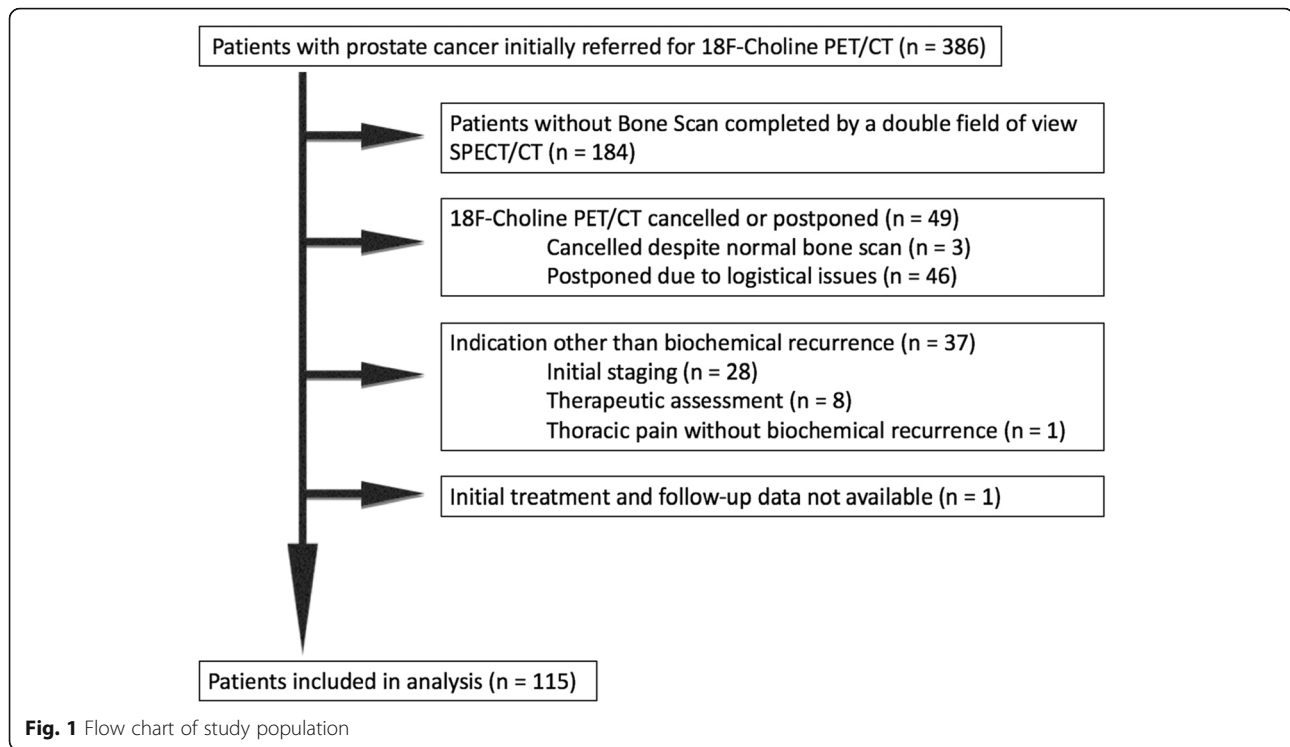 Patients with prostate cancer initially referred for 18F-Choline PET/CT (n = 386)
Patients without Bone Scan completed by a double field of view
SPECT/CT (n = 184)
18F-Choline PET/CT cancelled or postponed (n = 49)
Cancelled despite normal bone scan (n = 3)
Postponed due to logistical issues (n = 46)
Indication other than biochemical recurrence (n = 37)
Initial staging (n = 28)
Therapeutic assessment (n = 8)
Thoracic pain without biochemical recurrence (n = 1)
Initial treatment and follow-up data not available (n = 1)
Patients included in analysis (n = 115)
Fig. 1 Flow chart of study population